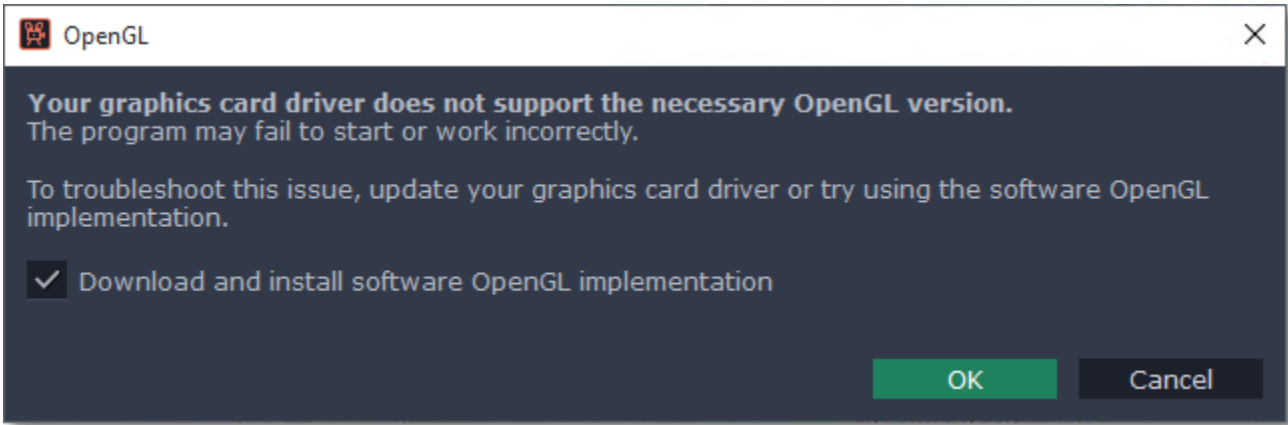 OpenGL
Your graphics card driver does not support the necessary OpenGL version.
The program may fail to start or work incorrectly.
To troubleshoot this issue, update your graphics card driver or try using the software OpenGL
implementation.
Download and install software OpenGL implementation
OK
Cancel